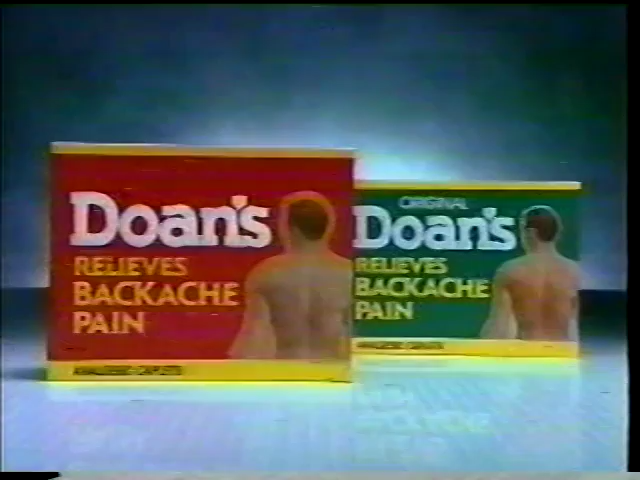 Doan's
RELIEVES
BACKACHE
PAIN
ORIGINAL
Doan's
RELIEVES
BACKACHE
PAIN